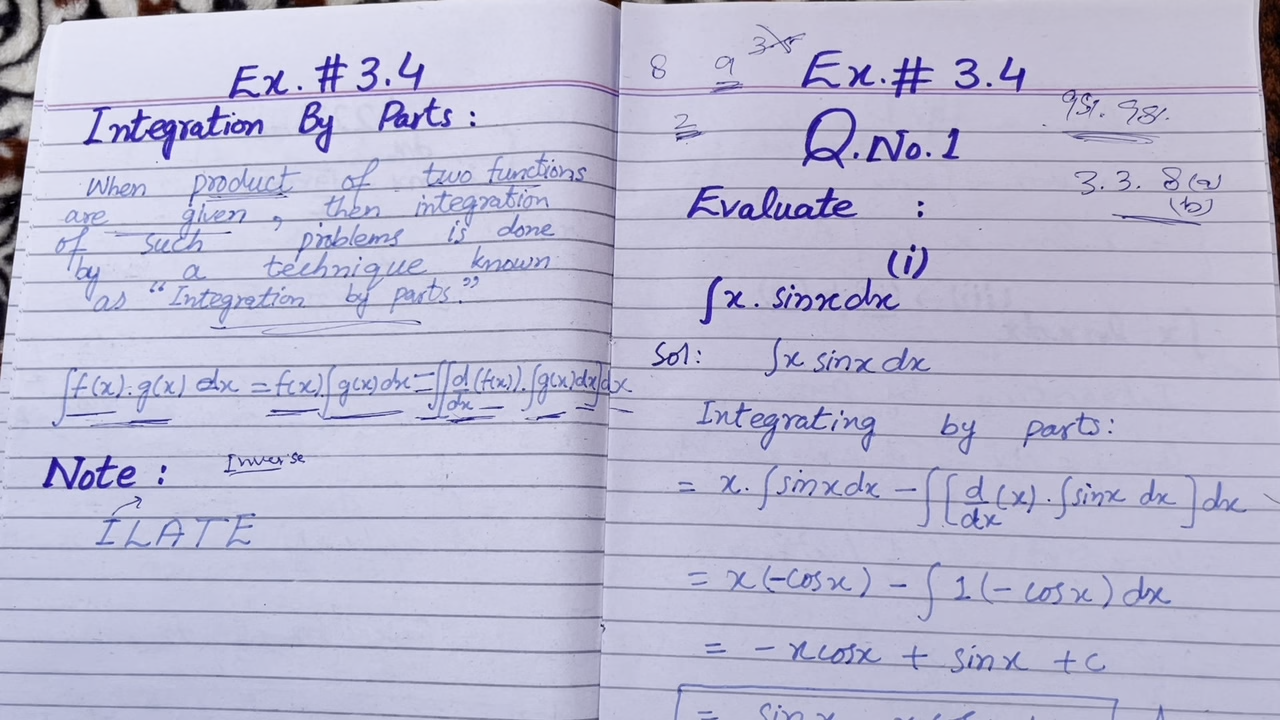 Ex. # 3.4
Integration By Parts :
When product of two functions
are given, then integration
of such problems is done
by a technique known
as "Integration by parts."
∫f(x).g(x) dx = f(x).∫g(x)dx - ∫[d/dx (f(x)).∫g(x)dx]dx
Note : Inverse
ILATE
8 9
2
Ex. # 3.4
Q.No.1
3.3. 8(a)
(b)
Evaluate :
(i)
∫x. sinx dx
Sol: ∫x sinx dx
Integrating by parts:
= x.∫sinx dx - ∫[d/dx (x).∫sinx dx]dx
= x(-cosx) - ∫1(-cosx) dx
= -xcosx + sinx + c
= sinx